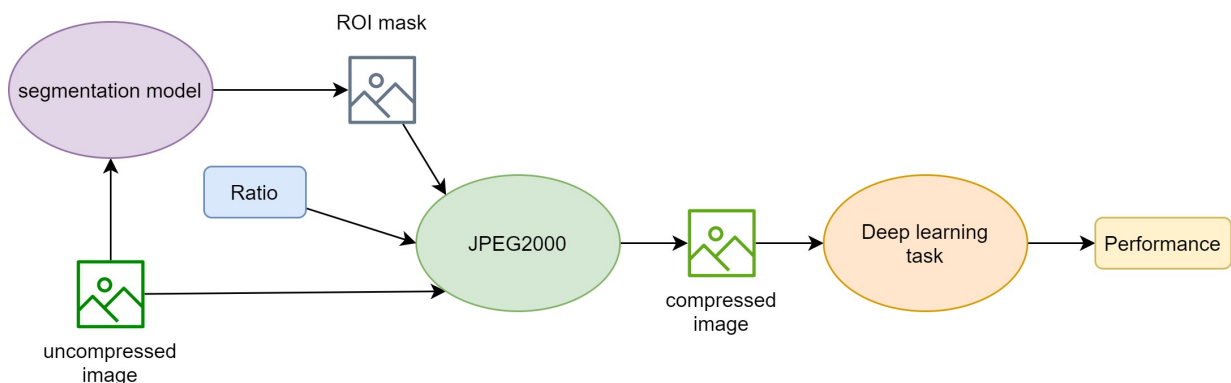 ROI mask
segmentation model
Ratio
JPEG2000
Deep learning
task
Performance
compressed
image
uncompressed
image